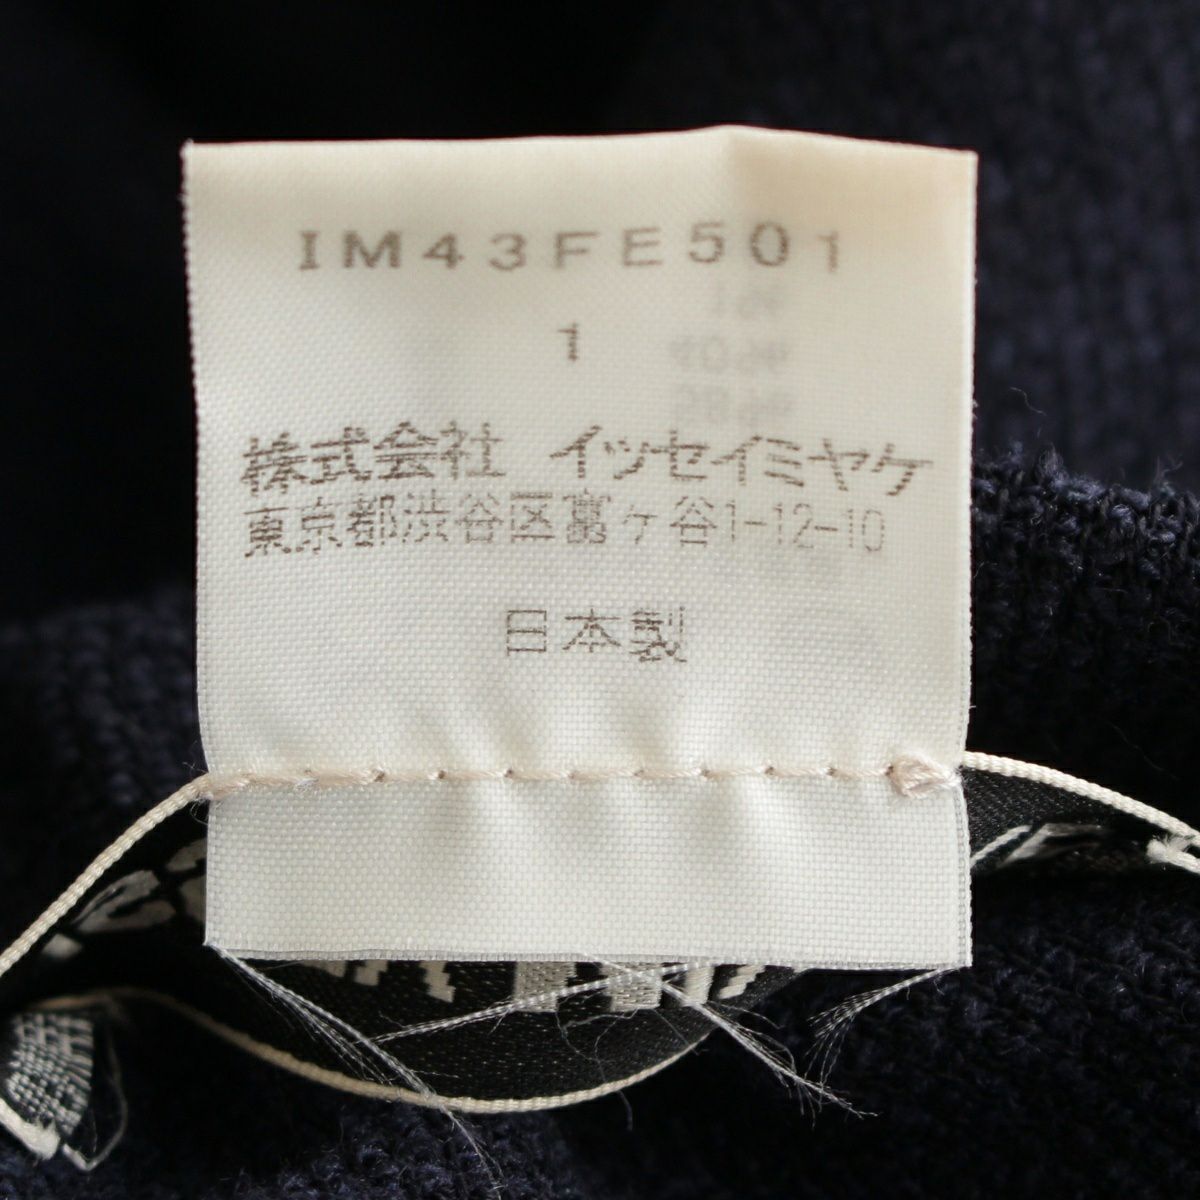 IM43FE501
1
株式会社 イッセイミヤケ
東京都渋谷区富ヶ谷1-12-10
日本製